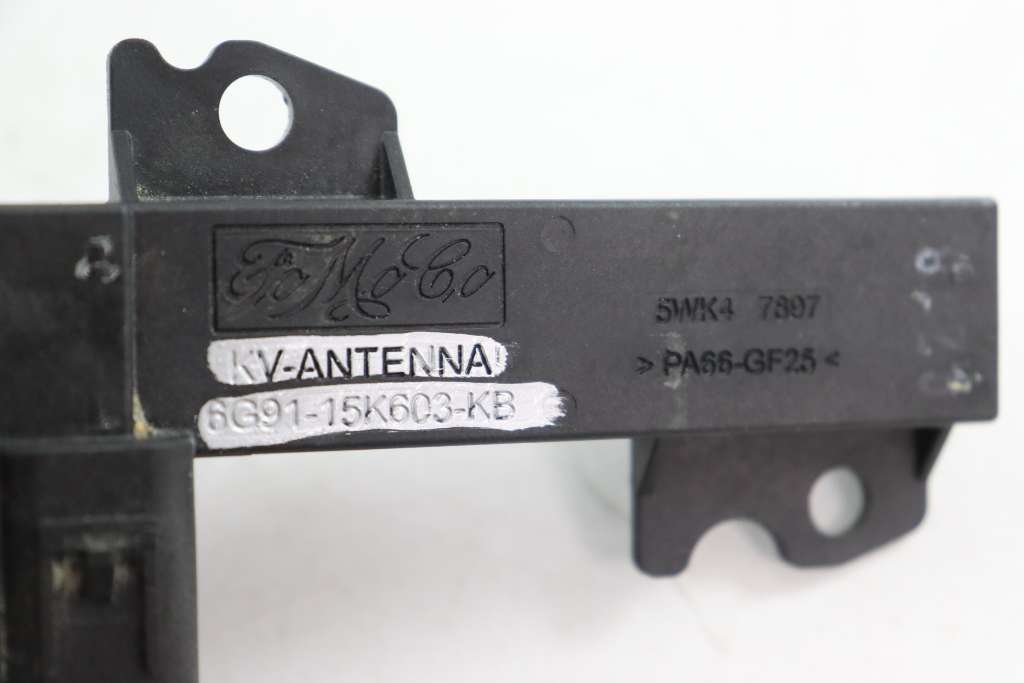 FoMoCo
KV-ANTENNA
6G91-15K603-KB
5WK4 7897
>PA66-GF25<